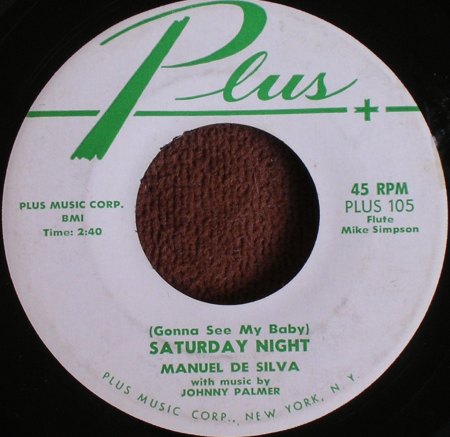 Plus +
PLUS MUSIC CORP.
BMI
Time: 2:40
45 RPM
PLUS 105
Flute
Mike Simpson
(Gonna See My Baby)
SATURDAY NIGHT
MANUEL DE SILVA
with music by
JOHNNY PALMER
PLUS MUSIC CORP., NEW YORK, N. Y.